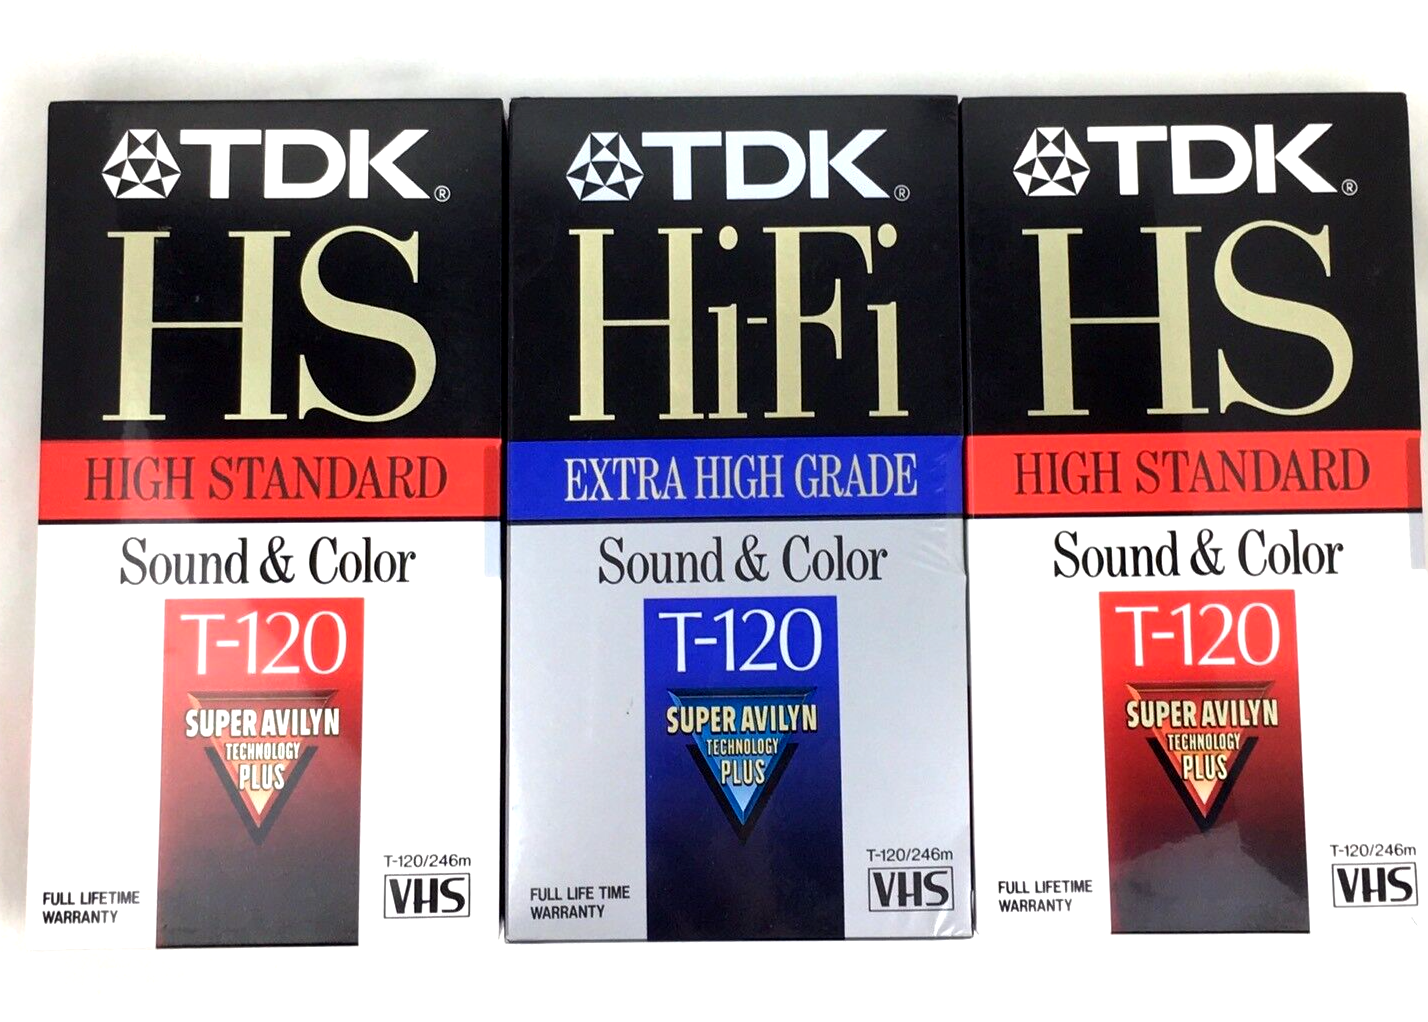 TDK®
HS
HIGH STANDARD
Sound & Color
T-120
SUPER AVILYN
TECHNOLOGY
PLUS
T-120/246m
VHS
FULL LIFETIME
WARRANTY
TDK®
Hi-Fi
EXTRA HIGH GRADE
Sound & Color
T-120
SUPER AVILYN
TECHNOLOGY
PLUS
T-120/246m
VHS
FULL LIFE TIME
WARRANTY
TDK®
HS
HIGH STANDARD
Sound & Color
T-120
SUPER AVILYN
TECHNOLOGY
PLUS
T-120/246m
VHS
FULL LIFETIME
WARRANTY